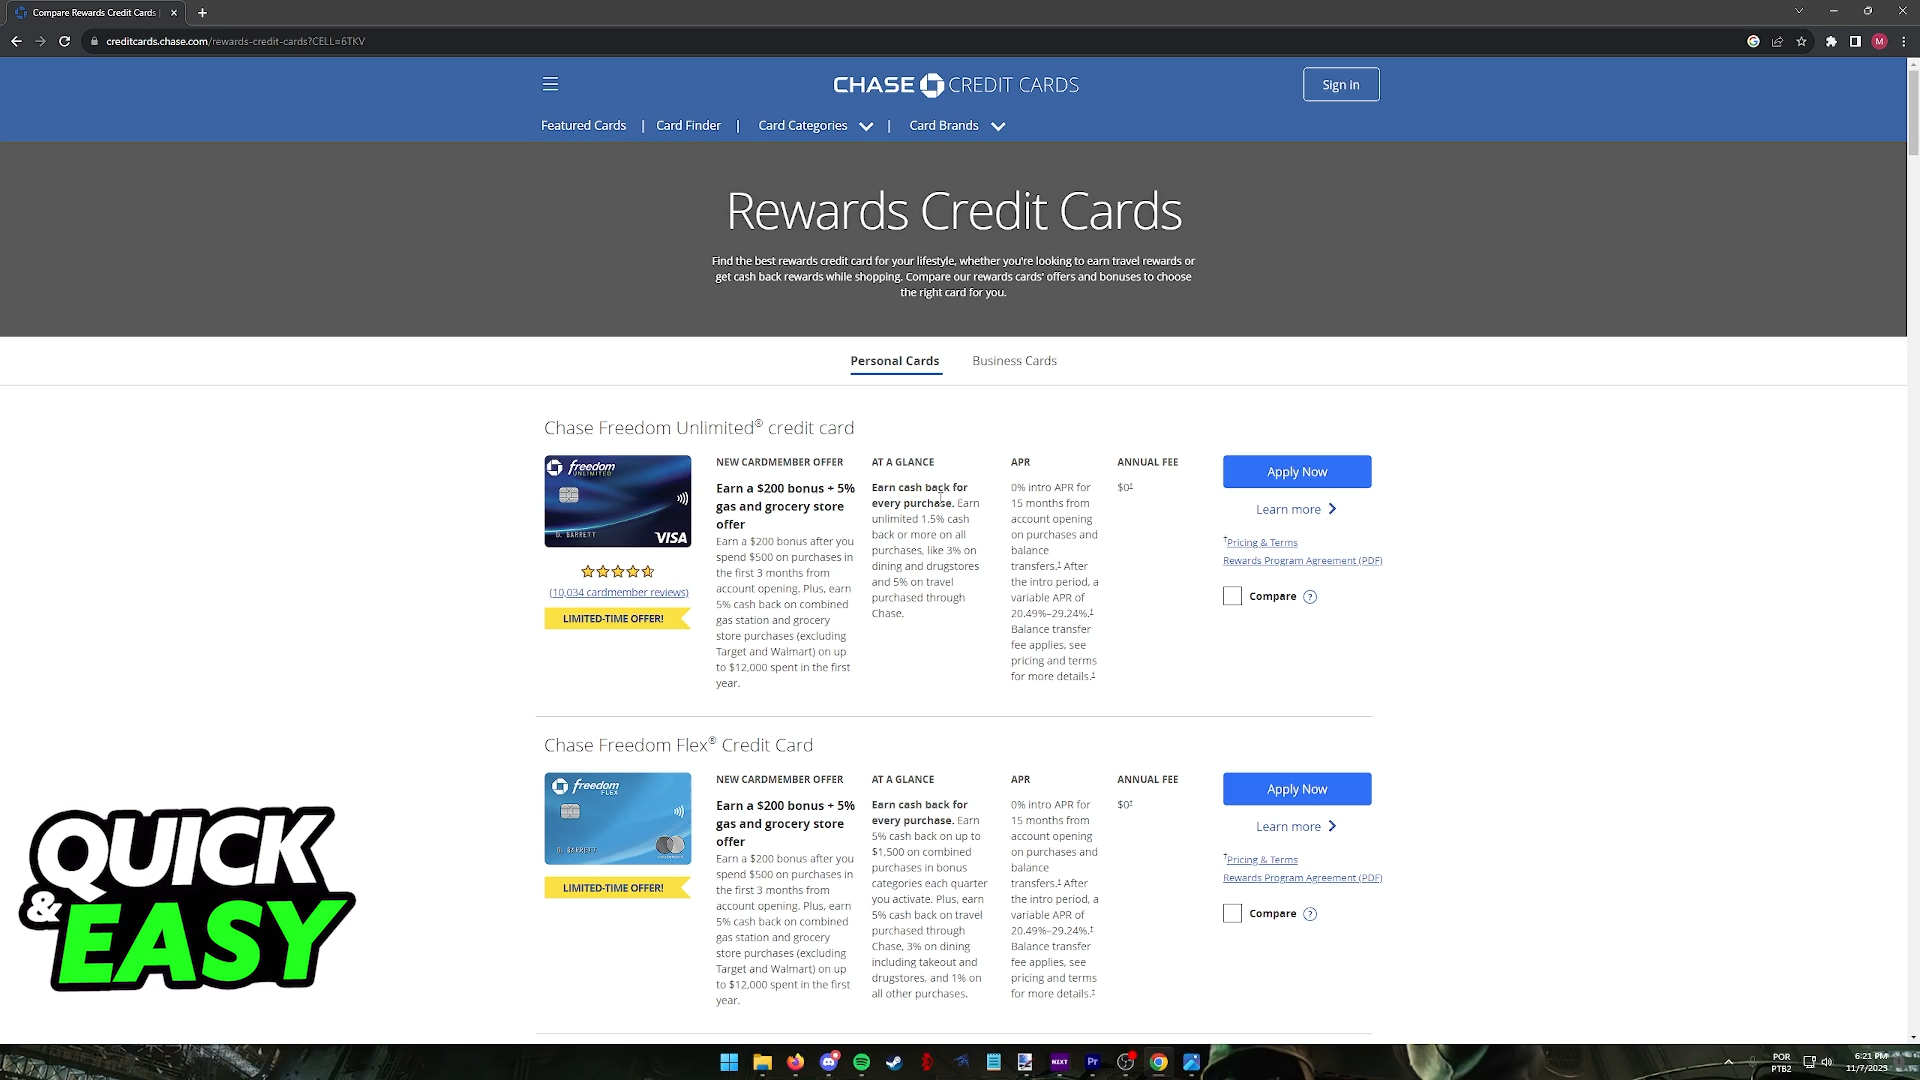 Compare Rewards Credit Cards
creditcards.chase.com/rewards-credit-cards?CELL=6TKV
M
CHASE CREDIT CARDS
Sign in
Featured Cards | Card Finder | Card Categories | Card Brands
Rewards Credit Cards
Find the best rewards credit card for your lifestyle, whether you're looking to earn travel rewards or
get cash back rewards while shopping. Compare our rewards cards' offers and bonuses to choose
the right card for you.
Personal Cards
Business Cards
Chase Freedom Unlimited® credit card
freedom
UNLIMITED
D. BARRETT
VISA
(10,034 cardmember reviews)
LIMITED-TIME OFFER!
NEW CARDMEMBER OFFER
Earn a $200 bonus + 5%
gas and grocery store
offer
Earn a $200 bonus after you
spend $500 on purchases in
the first 3 months from
account opening. Plus, earn
5% cash back on combined
gas station and grocery
store purchases (excluding
Target and Walmart) on up
to $12,000 spent in the first
year.
AT A GLANCE
Earn cash back for
every purchase. Earn
unlimited 1.5% cash
back or more on all
purchases, like 3% on
dining and drugstores
and 5% on travel
purchased through
Chase.
APR
0% intro APR for
15 months from
account opening
on purchases and
balance
transfers.† After
the intro period, a
variable APR of
20.49%–29.24%.†
Balance transfer
fee applies, see
pricing and terms
for more details.†
ANNUAL FEE
$0†
Apply Now
Learn more
†Pricing & Terms
Rewards Program Agreement (PDF)
Compare ?
Chase Freedom Flex® Credit Card
freedom
FLEX
D. BARRETT
mastercard
LIMITED-TIME OFFER!
NEW CARDMEMBER OFFER
Earn a $200 bonus + 5%
gas and grocery store
offer
Earn a $200 bonus after you
spend $500 on purchases in
the first 3 months from
account opening. Plus, earn
5% cash back on combined
gas station and grocery
store purchases (excluding
Target and Walmart) on up
to $12,000 spent in the first
year.
AT A GLANCE
Earn cash back for
every purchase. Earn
5% cash back on up to
$1,500 on combined
purchases in bonus
categories each quarter
you activate. Plus, earn
5% cash back on travel
purchased through
Chase, 3% on dining
including takeout and
drugstores, and 1% on
all other purchases.
APR
0% intro APR for
15 months from
account opening
on purchases and
balance
transfers.† After
the intro period, a
variable APR of
20.49%–29.24%.†
Balance transfer
fee applies, see
pricing and terms
for more details.†
ANNUAL FEE
$0†
Apply Now
Learn more
†Pricing & Terms
Rewards Program Agreement (PDF)
Compare ?
QUICK
& EASY
NZXT
Pr
POR
PTB2
6:21 PM
11/7/2023